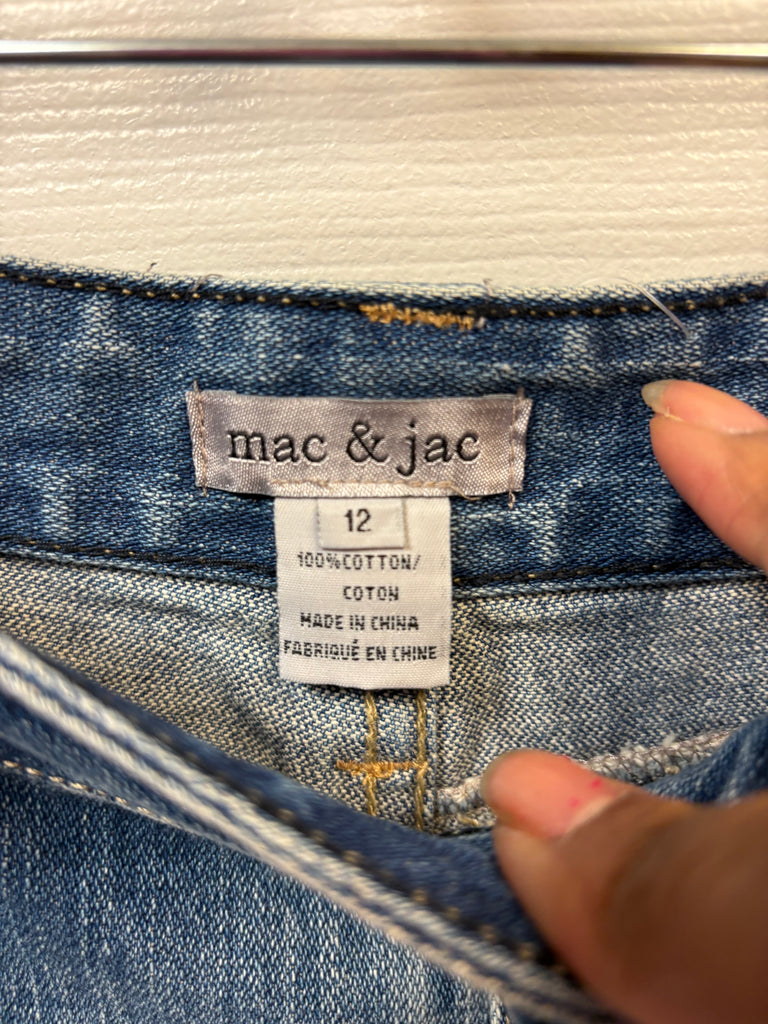 mac & jac
12
100%COTTON/
COTON
MADE IN CHINA
FABRIQUÉ EN CHINE